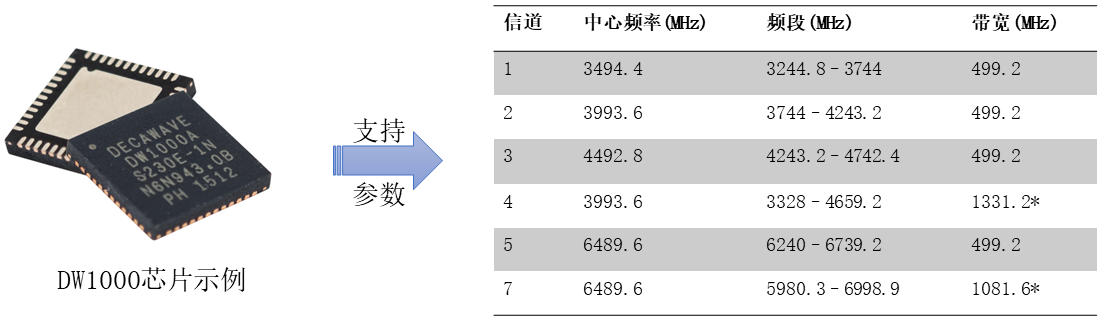 DECAWAVE
DW1000A
S230E-1N
N6N943.0B
PH 1512
DW1000芯片示例
支持
参数
信道 中心频率(MHz) 频段(MHz) 带宽(MHz)
1 3494.4 3244.8–3744 499.2
2 3993.6 3744–4243.2 499.2
3 4492.8 4243.2–4742.4 499.2
4 3993.6 3328–4659.2 1331.2*
5 6489.6 6240–6739.2 499.2
7 6489.6 5980.3–6998.9 1081.6*